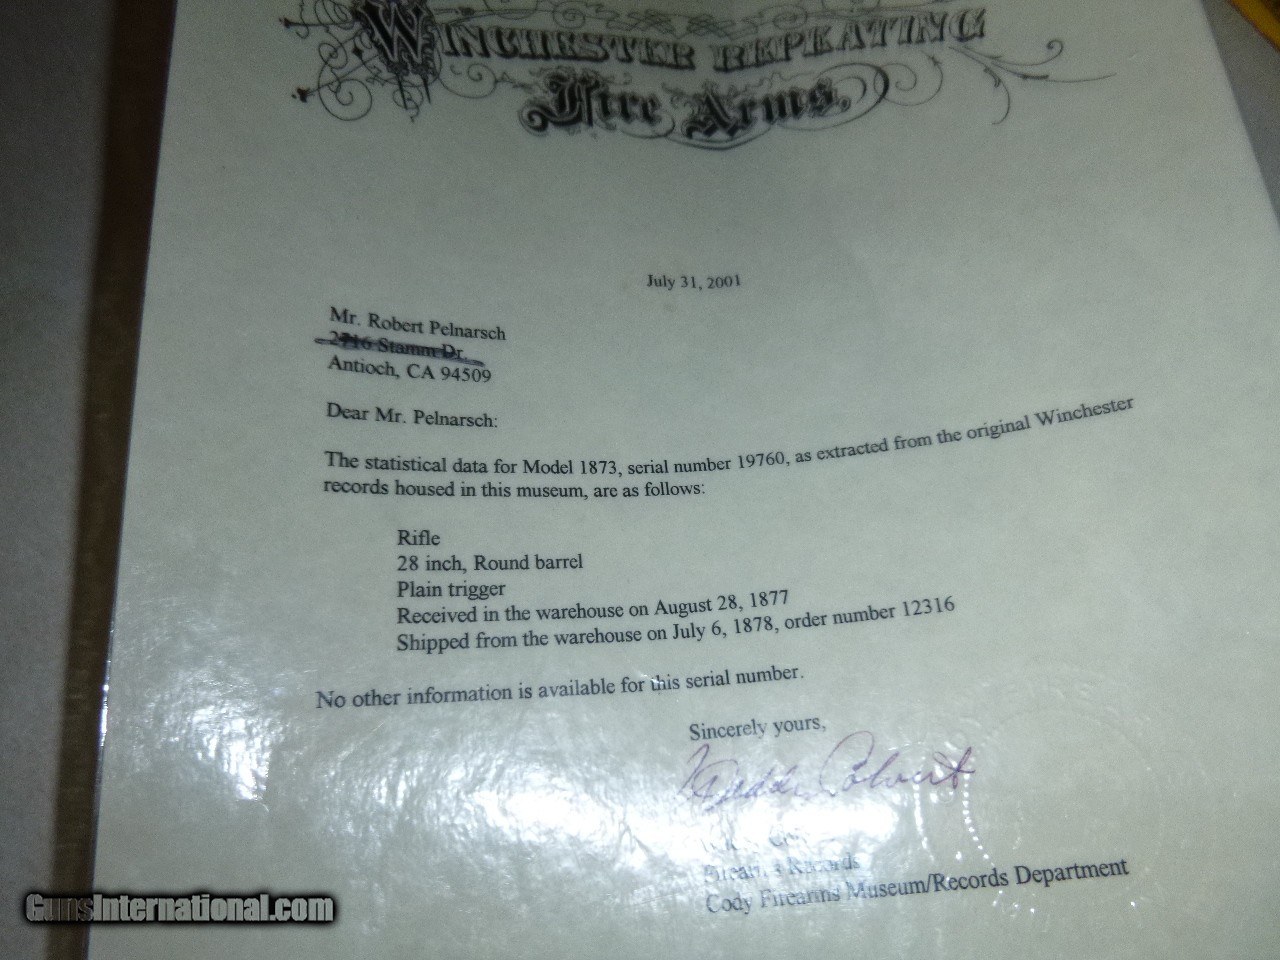 WINCHESTER REPEATING
Fire Arms.
July 31, 2001
Mr. Robert Pelnarsch
Stamm Dr.
Antioch, CA 94509
Dear Mr. Pelnarsch:
The statistical data for Model 1873, serial number 19760, as extracted from the original Winchester
records housed in this museum, are as follows:
Rifle
28 inch, Round barrel
Plain trigger
Received in the warehouse on August 28, 1877
Shipped from the warehouse on July 6, 1878, order number 12316
No other information is available for this serial number.
Sincerely yours,
Firearms Records
Cody Firearms Museum/Records Department
GunsInternational.com